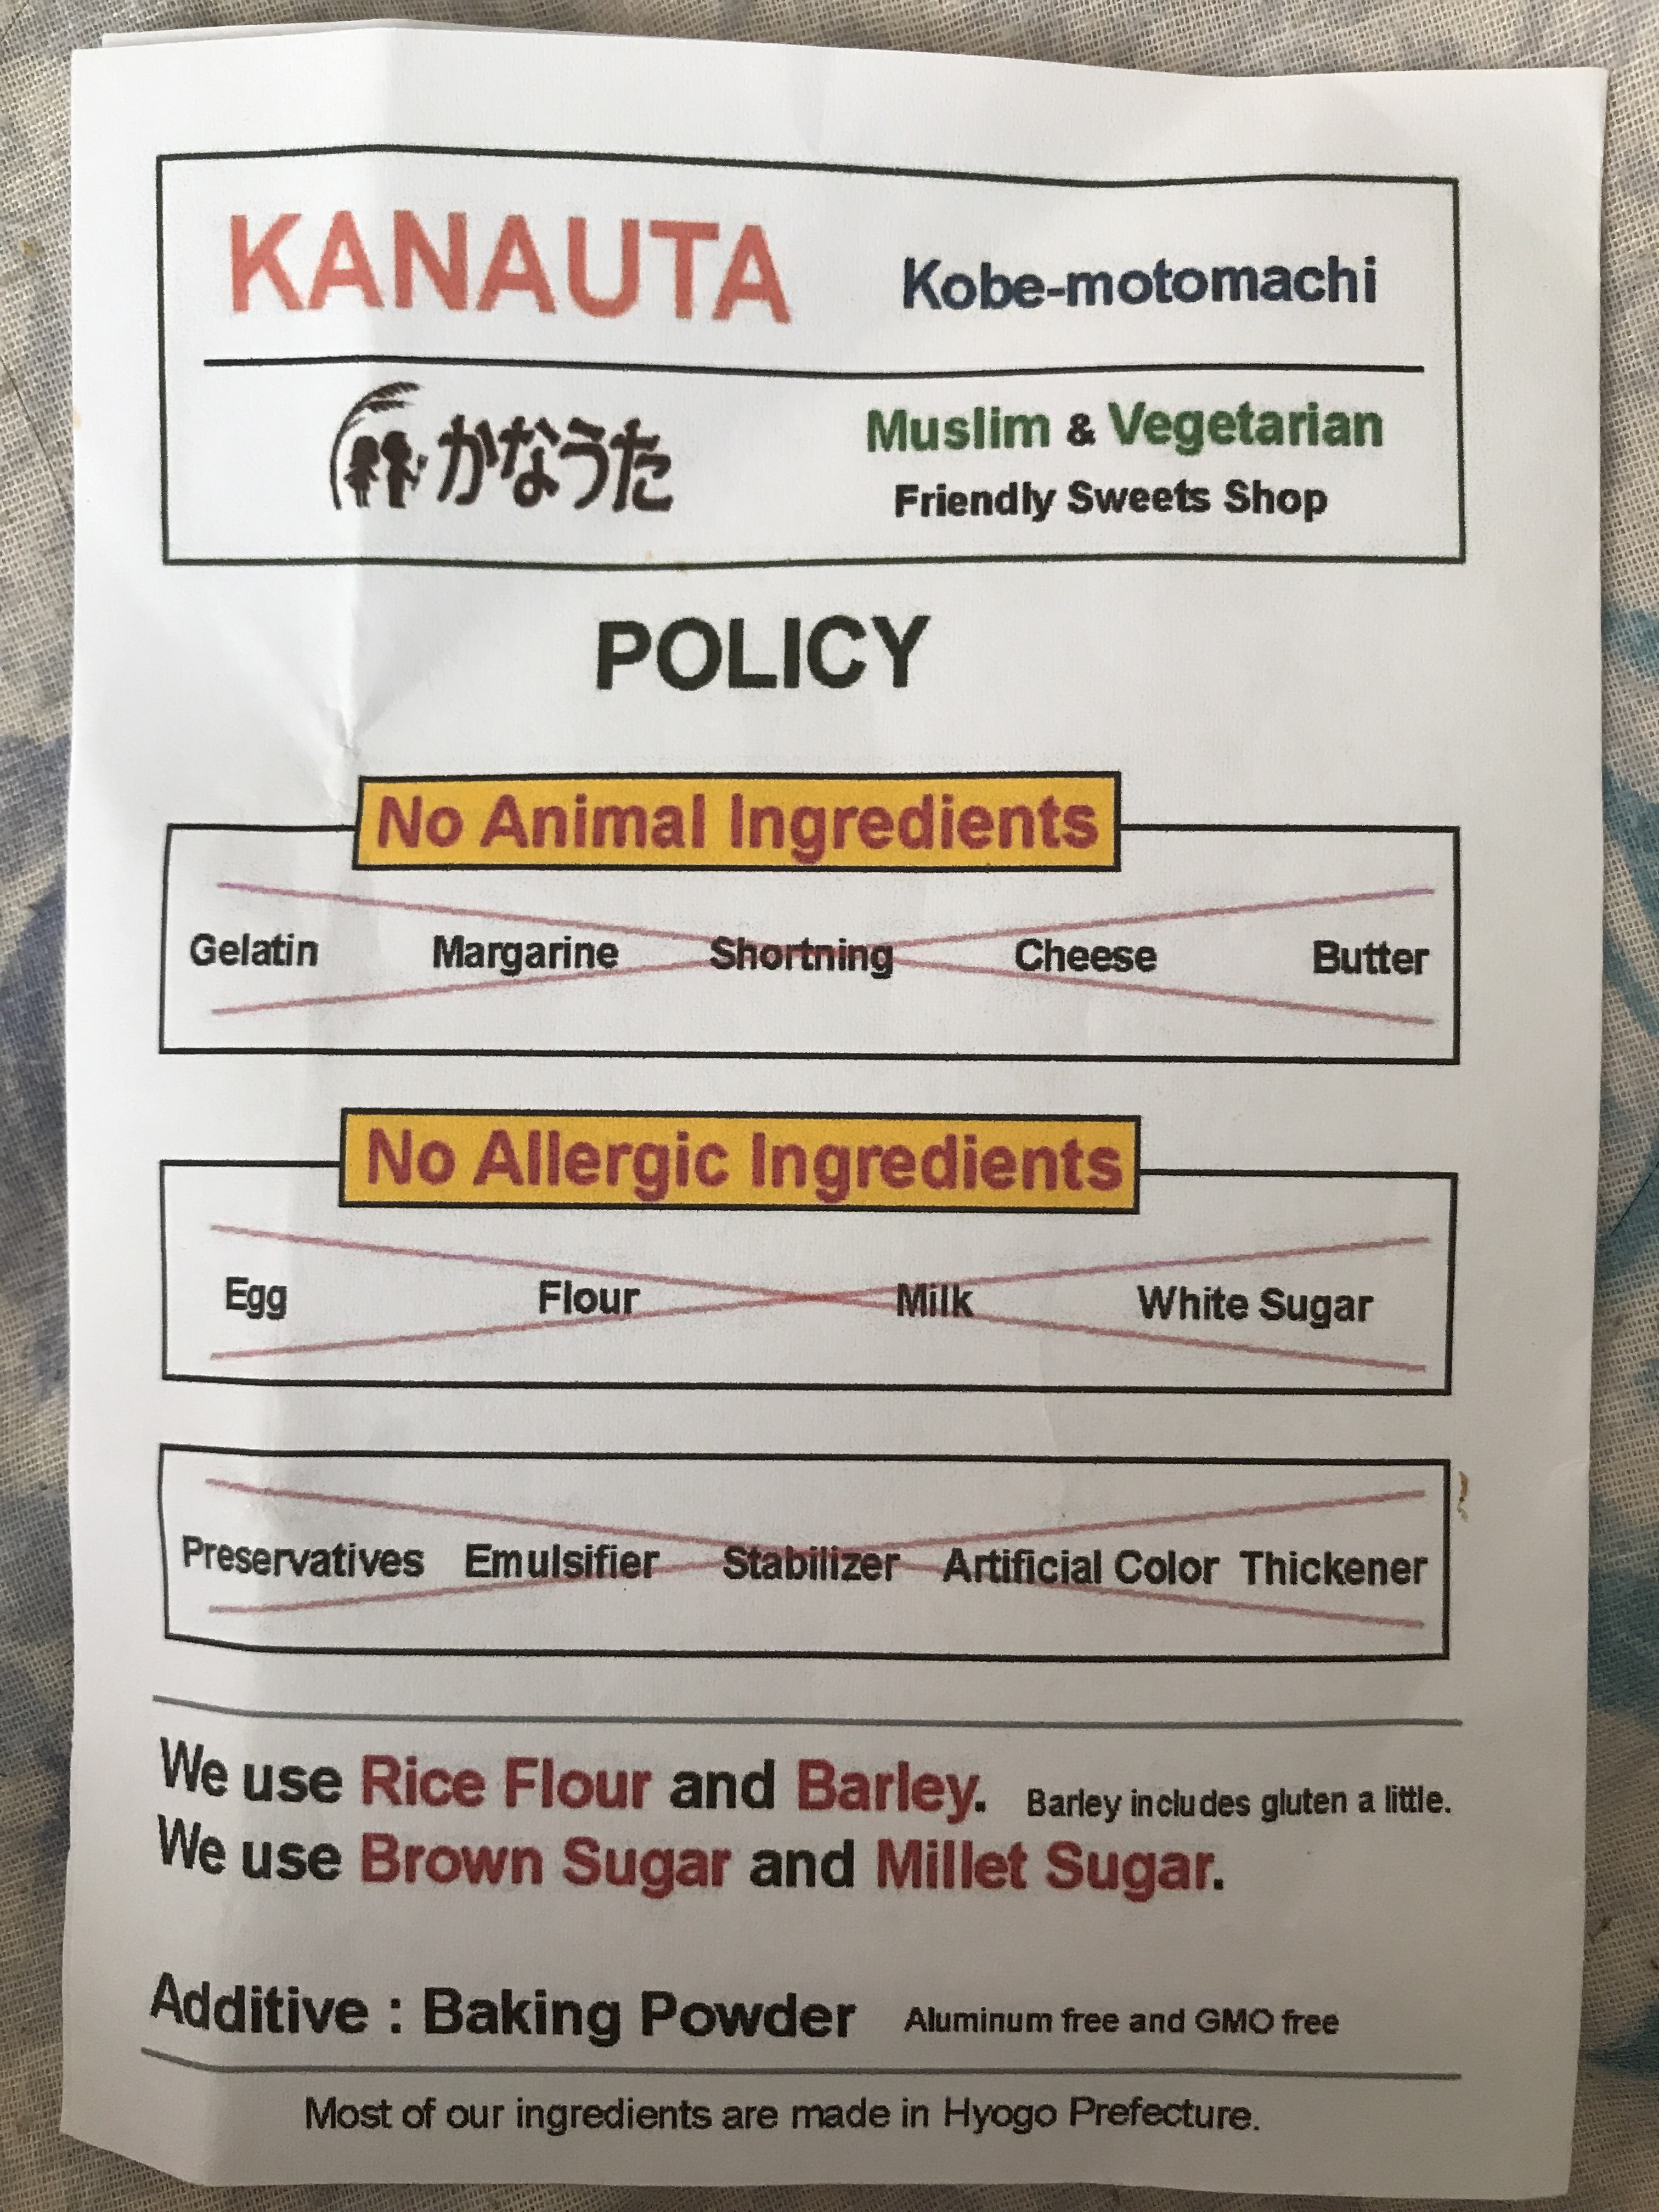 KANAUTA Kobe-motomachi
かなうた Muslim & Vegetarian
Friendly Sweets Shop
POLICY
No Animal Ingredients
Gelatin Margarine Shortning Cheese Butter
No Allergic Ingredients
Egg Flour Milk White Sugar
Preservatives Emulsifier Stabilizer Artificial Color Thickener
We use Rice Flour and Barley. Barley includes gluten a little.
We use Brown Sugar and Millet Sugar.
Additive : Baking Powder Aluminum free and GMO free
Most of our ingredients are made in Hyogo Prefecture.